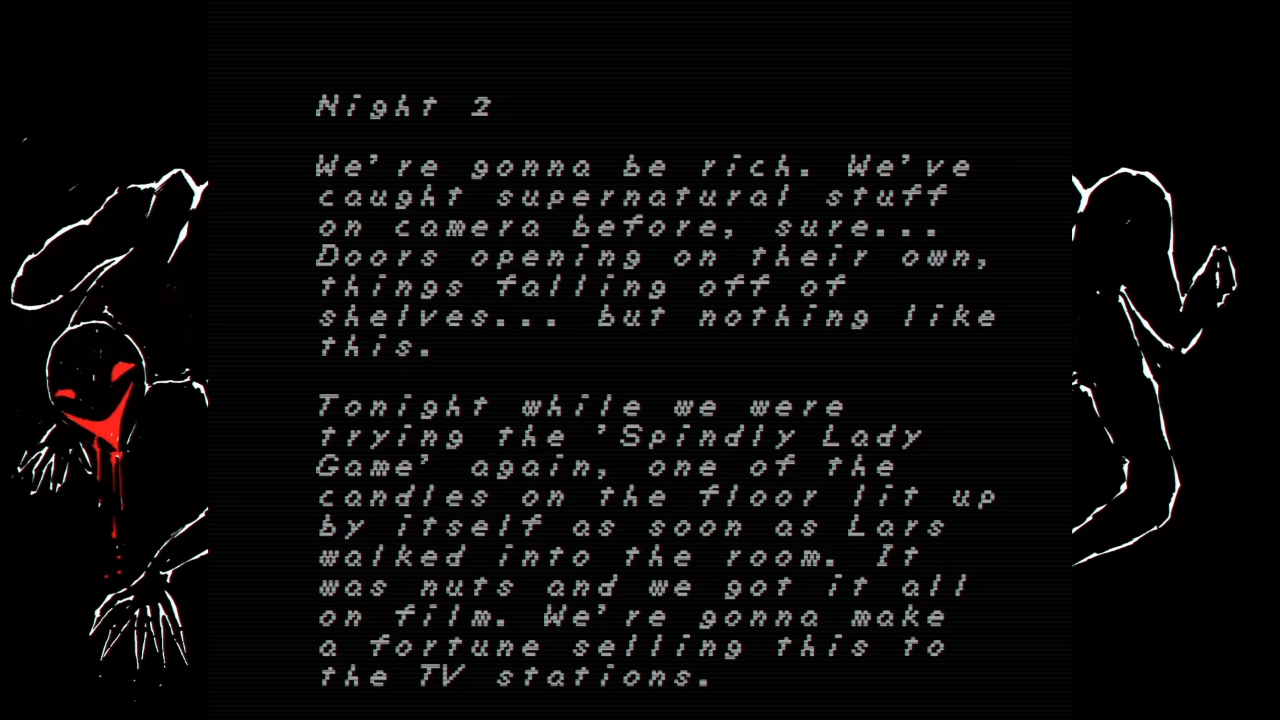 Night 2
We're gonna be rich. We've
caught supernatural stuff
on camera before, sure...
Doors opening on their own,
things falling off of
shelves... but nothing like
this.
Tonight while we were
trying the 'Spindly Lady
Game' again, one of the
candles on the floor lit up
by itself as soon as Lars
walked into the room. It
was nuts and we got it all
on film. We're gonna make
a fortune selling this to
the TV stations.